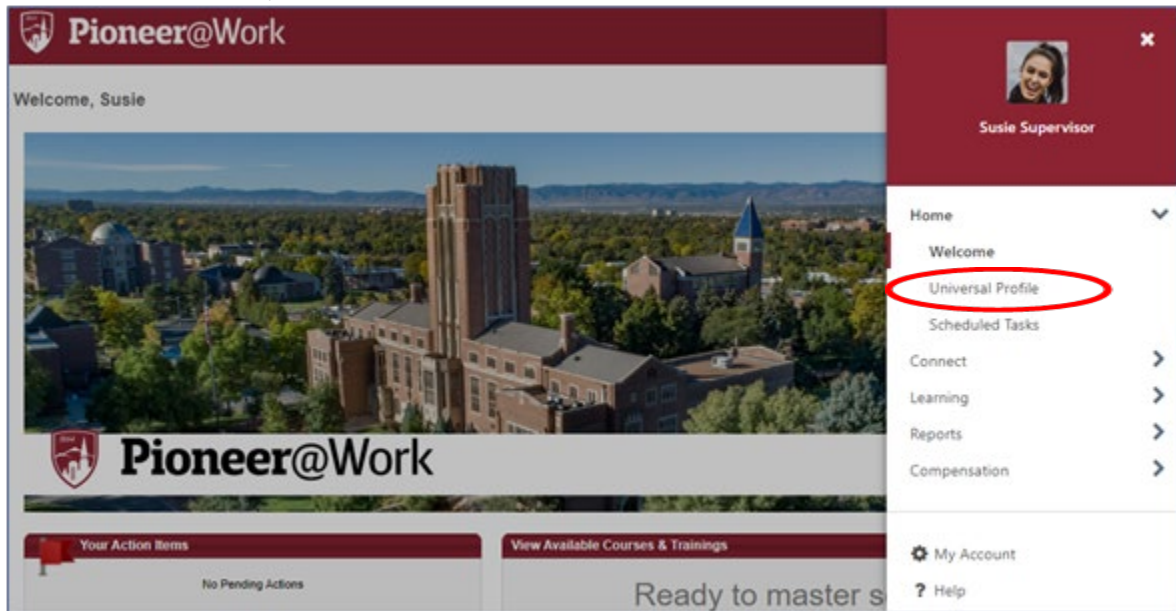 Pioneer@Work
Welcome, Susie
Pioneer@Work
Your Action Items
No Pending Actions
View Available Courses & Trainings
Ready to master s
Susie Supervisor
Home
Welcome
Universal Profile
Scheduled Tasks
Connect
Learning
Reports
Compensation
My Account
? Help